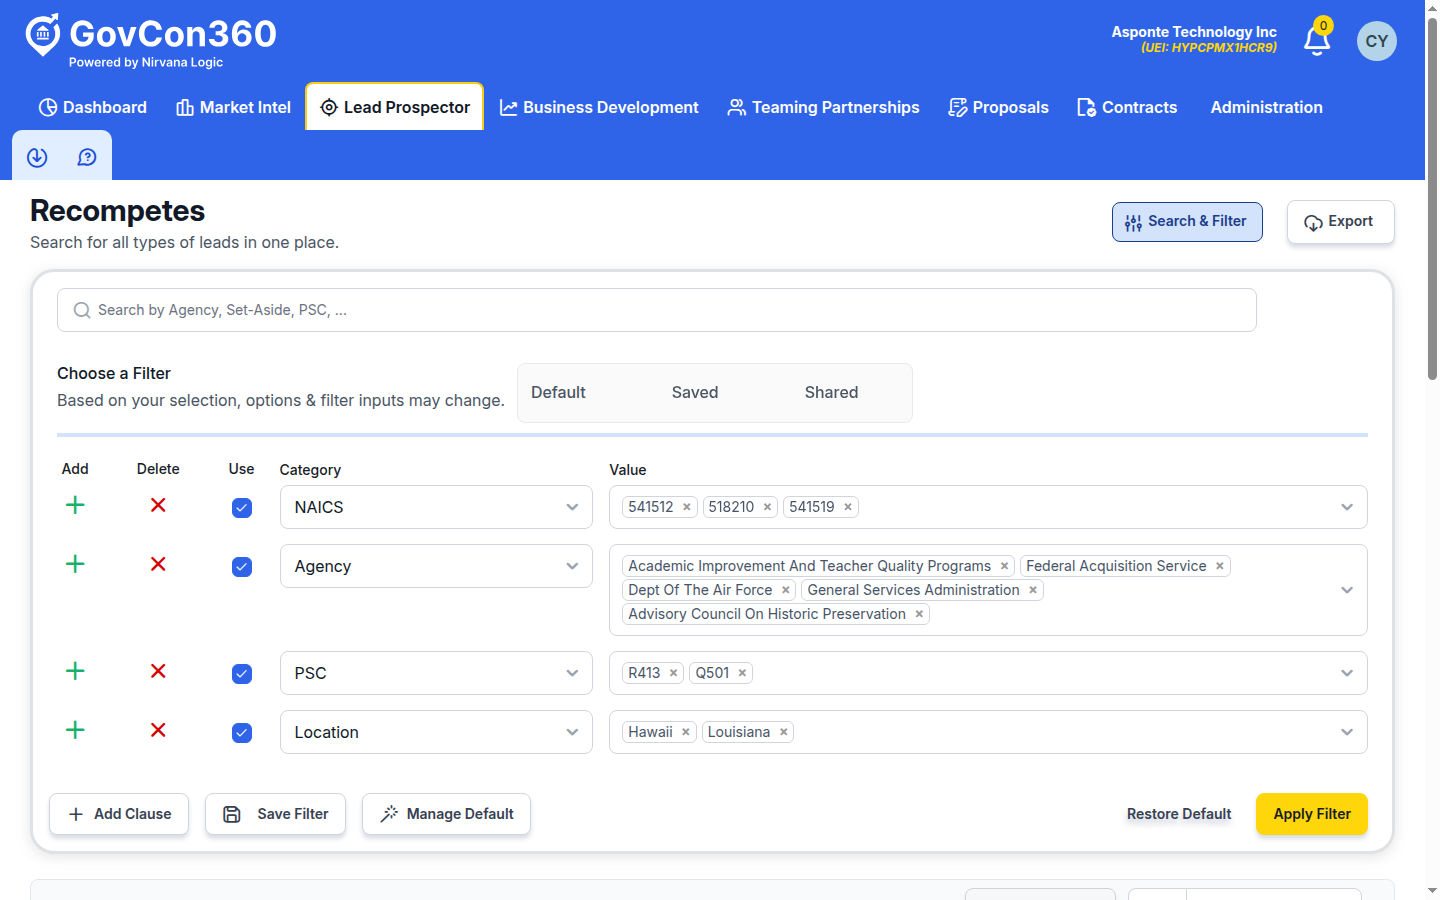 GovCon360
Powered by Nirvana Logic
Asponte Technology Inc
(UEI: HYPCPMX1HCR9)
0
CY
Dashboard
Market Intel
Lead Prospector
Business Development
Teaming Partnerships
Proposals
Contracts
Administration
Recompetes
Search for all types of leads in one place.
Search & Filter
Export
Search by Agency, Set-Aside, PSC, ...
Choose a Filter
Based on your selection, options & filter inputs may change.
Default
Saved
Shared
Add
Delete
Use
Category
Value
NAICS
541512 ×
518210 ×
541519 ×
Agency
Academic Improvement And Teacher Quality Programs ×
Federal Acquisition Service ×
Dept Of The Air Force ×
General Services Administration ×
Advisory Council On Historic Preservation ×
PSC
R413 ×
Q501 ×
Location
Hawaii ×
Louisiana ×
Add Clause
Save Filter
Manage Default
Restore Default
Apply Filter